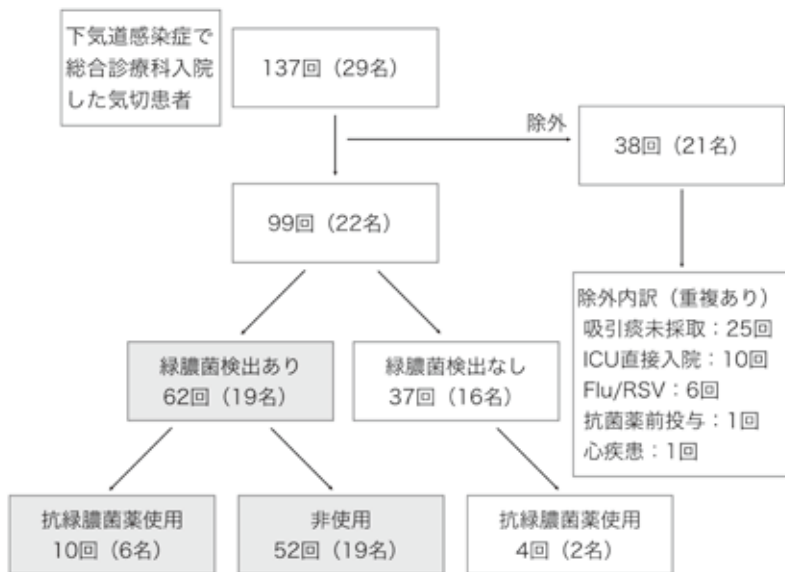 下気道感染症で
総合診療科入院
した気切患者
137回（29名）
除外
38回（21名）
99回（22名）
除外内訳（重複あり）
吸引痰未採取：25回
ICU直接入院：10回
Flu/RSV：6回
抗菌薬前投与：1回
心疾患：1回
緑膿菌検出あり
62回（19名）
緑膿菌検出なし
37回（16名）
抗緑膿菌薬使用
10回（6名）
非使用
52回（19名）
抗緑膿菌薬使用
4回（2名）